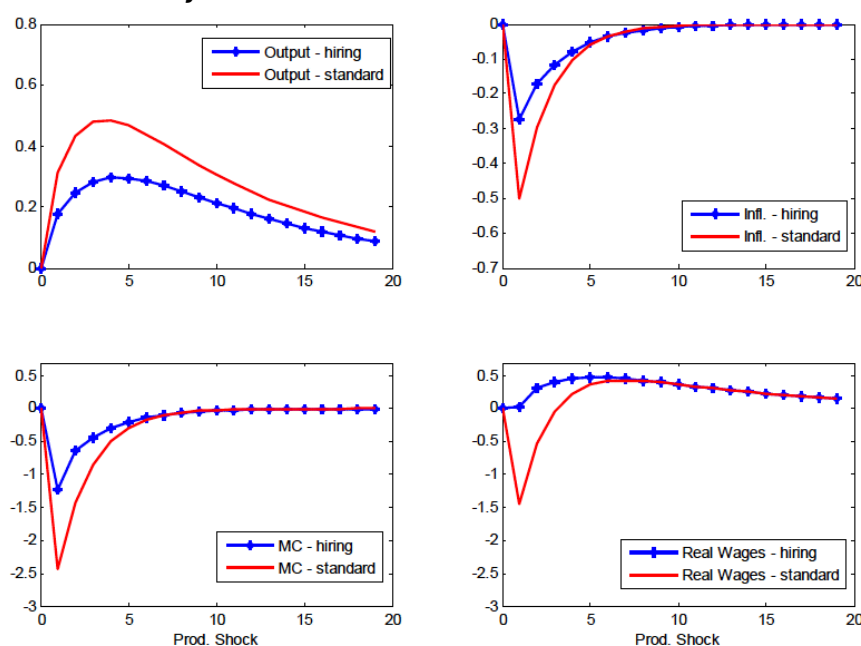 0.8
0.6
0.4
0.2
0
0 5 10 15 20
Output - hiring
Output - standard
0
-0.1
-0.2
-0.3
-0.4
-0.5
-0.6
-0.7
0 5 10 15 20
Infl. - hiring
Infl. - standard
0.5
0
-0.5
-1
-1.5
-2
-2.5
-3
0 5 10 15 20
MC - hiring
MC - standard
Prod. Shock
0.5
0
-0.5
-1
-1.5
-2
-2.5
-3
0 5 10 15 20
Real Wages - hiring
Real Wages - standard
Prod. Shock